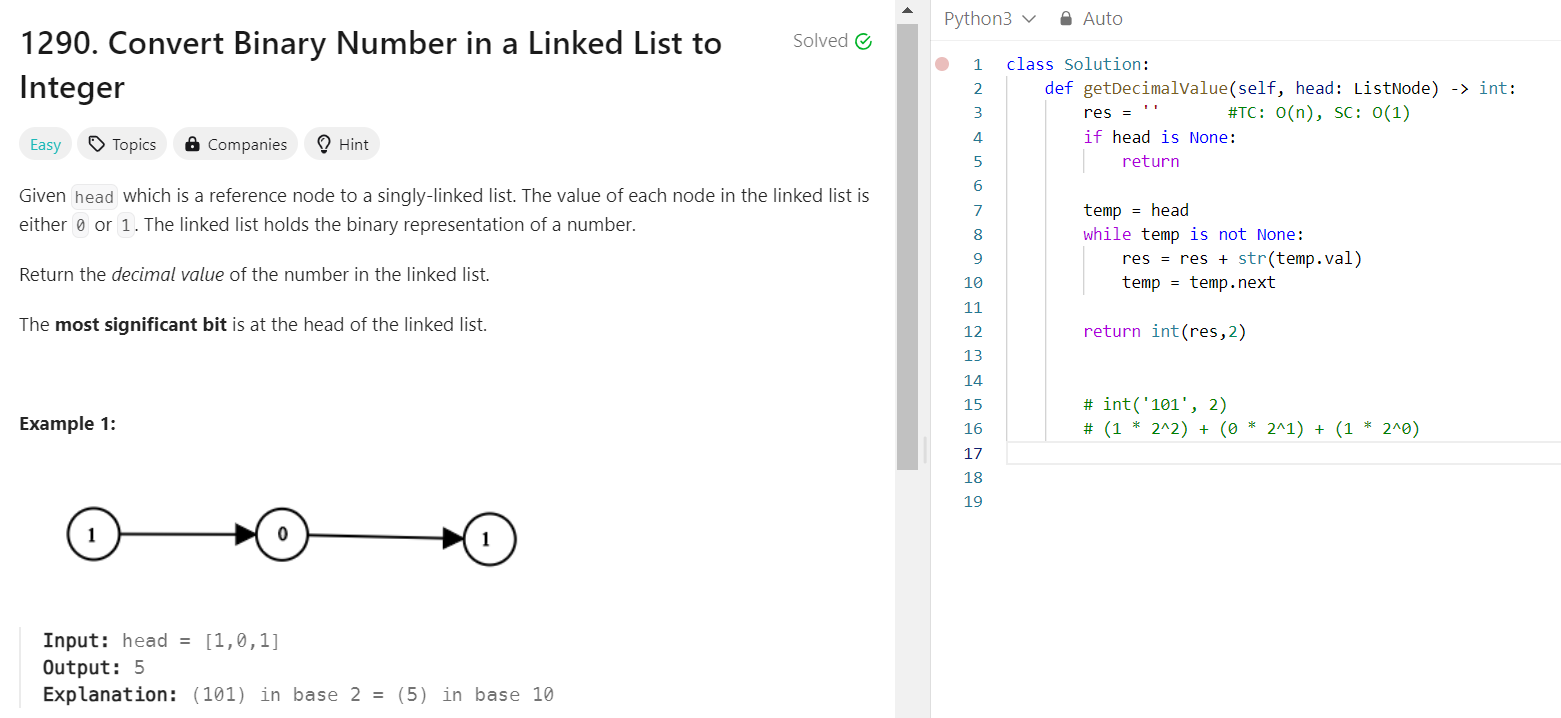 1290. Convert Binary Number in a Linked List to
Integer
Solved
Easy
Topics
Companies
Hint
Given head which is a reference node to a singly-linked list. The value of each node in the linked list is
either 0 or 1. The linked list holds the binary representation of a number.
Return the decimal value of the number in the linked list.
The most significant bit is at the head of the linked list.
Example 1:
1
0
1
Input: head = [1,0,1]
Output: 5
Explanation: (101) in base 2 = (5) in base 10
Python3
Auto
1 class Solution:
2     def getDecimalValue(self, head: ListNode) -> int:
3         res = ''       #TC: O(n), SC: O(1)
4         if head is None:
5             return
6
7         temp = head
8         while temp is not None:
9             res = res + str(temp.val)
10             temp = temp.next
11
12         return int(res,2)
13
14
15         # int('101', 2)
16         # (1 * 2^2) + (0 * 2^1) + (1 * 2^0)
17
18
19